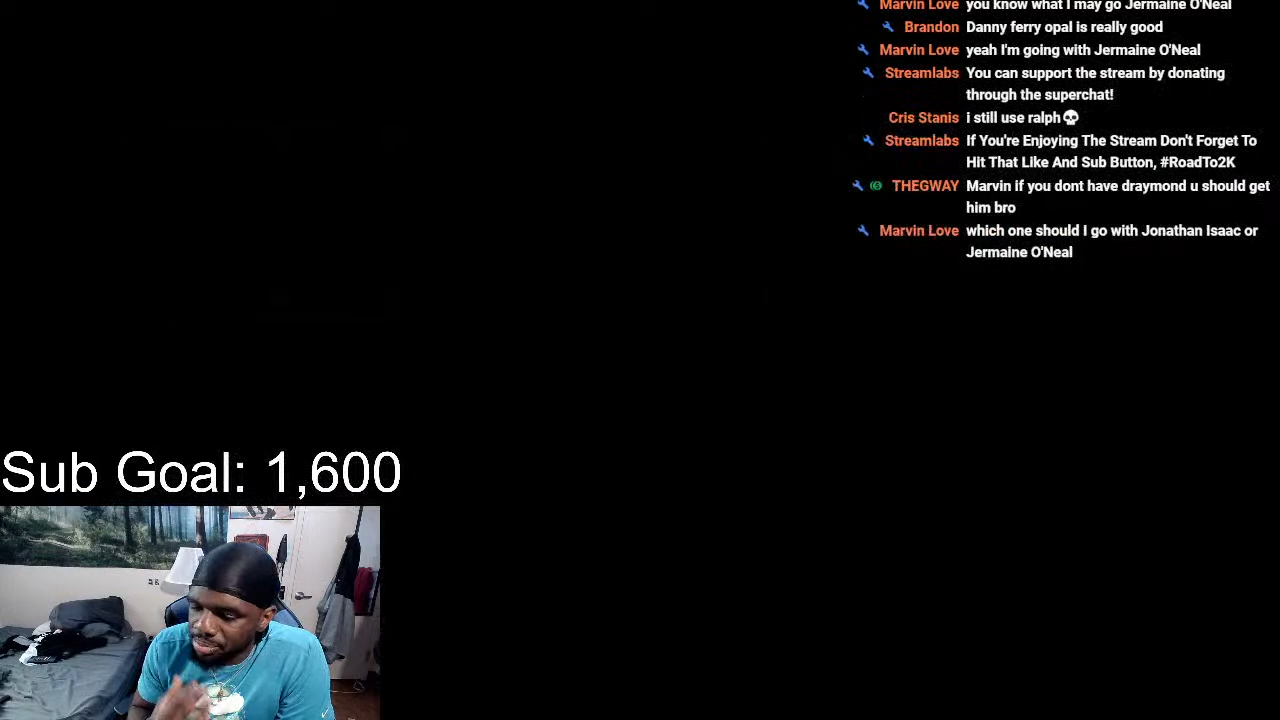 Marvin Love you know what I may go Jermaine O'Neal
Brandon Danny ferry opal is really good
Marvin Love yeah I'm going with Jermaine O'Neal
Streamlabs You can support the stream by donating
through the superchat!
Cris Stanis i still use ralph💀
Streamlabs If You're Enjoying The Stream Don't Forget To
Hit That Like And Sub Button, #RoadTo2K
THEGWAY Marvin if you dont have draymond u should get
him bro
Marvin Love which one should I go with Jonathan Isaac or
Jermaine O'Neal
Sub Goal: 1,600